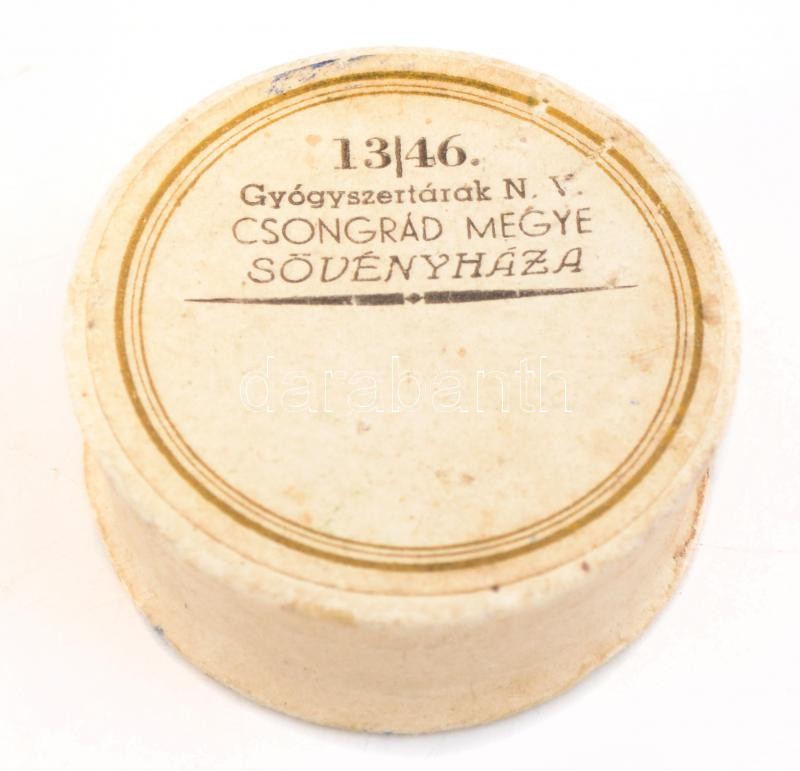 13|46.
Gyógyszertárak N. V.
CSONGRÁD MEGYE
SÖVÉNYHÁZA
darabanth